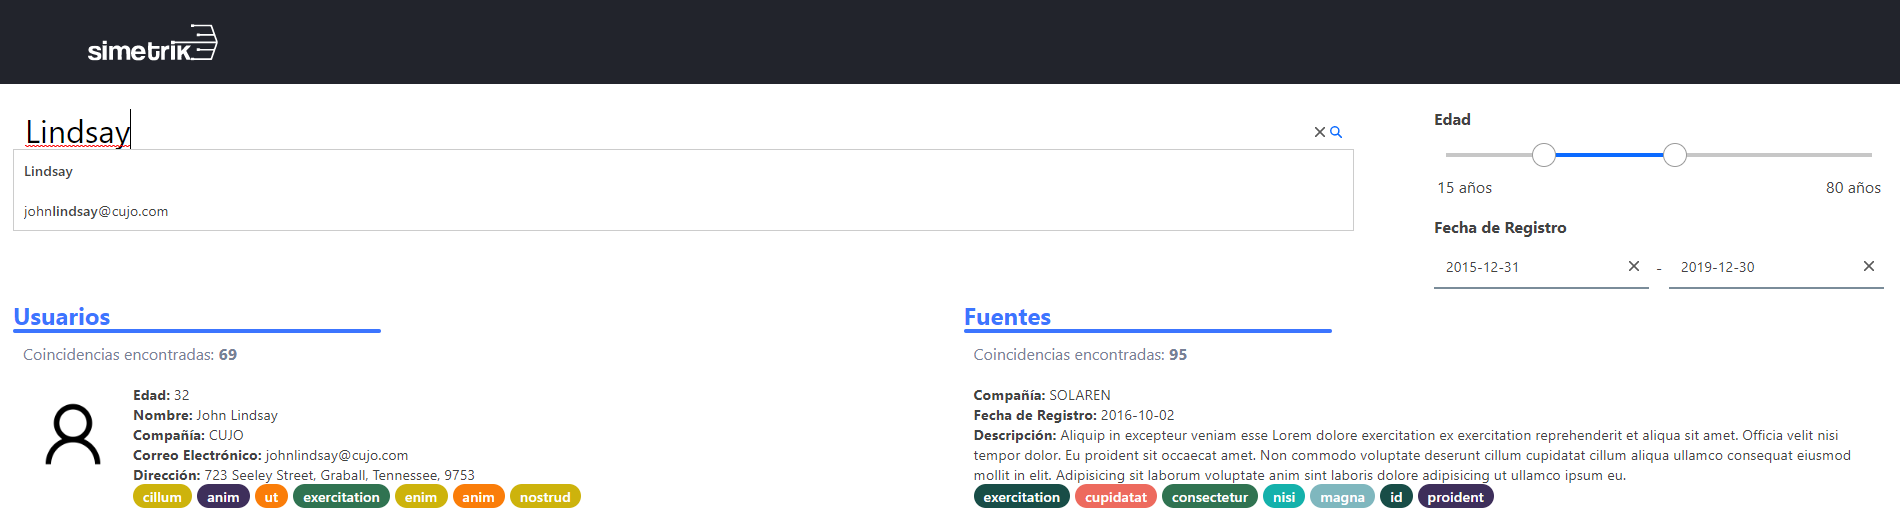 simetrik
Lindsay
Lindsay
johnlindsay@cujo.com
Edad
15 años 80 años
Fecha de Registro
2015-12-31 - 2019-12-30
Usuarios
Coincidencias encontradas: 69
Edad: 32
Nombre: John Lindsay
Compañía: CUJO
Correo Electrónico: johnlindsay@cujo.com
Dirección: 723 Seeley Street, Graball, Tennessee, 9753
cillum anim ut exercitation enim anim nostrud
Fuentes
Coincidencias encontradas: 95
Compañía: SOLAREN
Fecha de Registro: 2016-10-02
Descripción: Aliquip in excepteur veniam esse Lorem dolore exercitation ex exercitation reprehenderit et aliqua sit amet. Officia velit nisi
tempor dolor. Eu proident sit occaecat amet. Non commodo voluptate deserunt cillum cupidatat cillum aliqua ullamco consequat eiusmod
mollit in elit. Adipisicing sit laborum voluptate anim sint laboris dolore adipisicing ut ullamco ipsum eu.
exercitation cupidatat consectetur nisi magna id proident